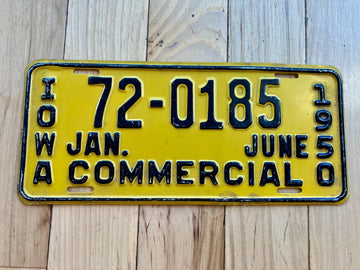 IOWA
72-0185
1950
JAN. JUNE
COMMERCIAL